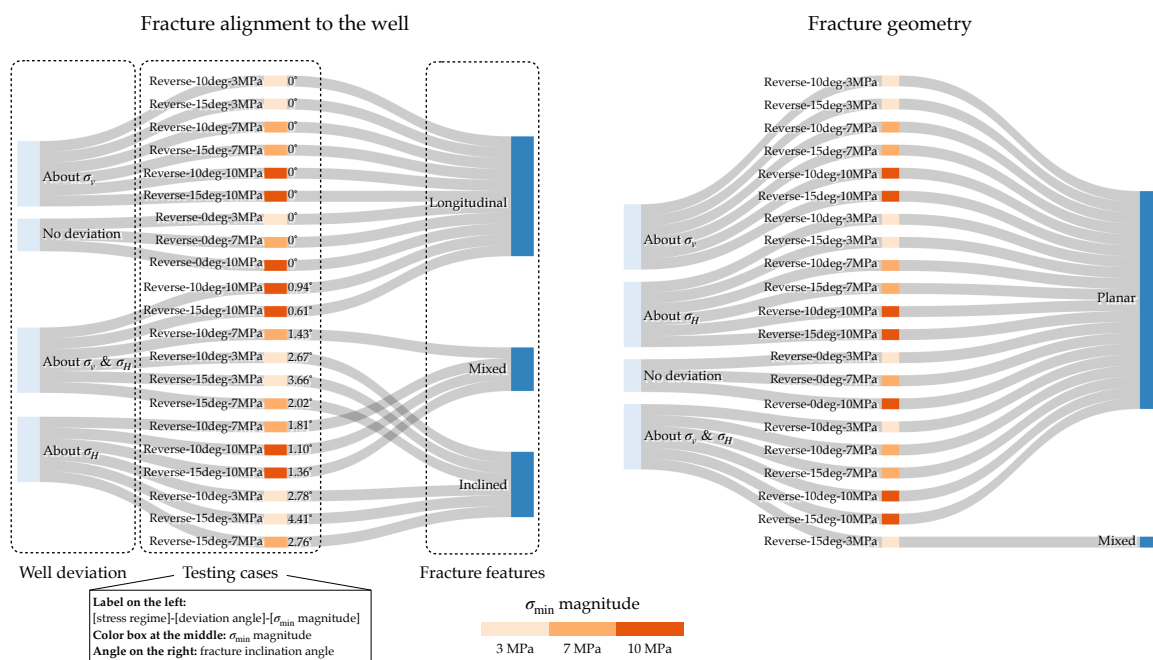 Fracture alignment to the well
Reverse-10deg-3MPa 0°
Reverse-15deg-3MPa 0°
Reverse-10deg-7MPa 0°
Reverse-15deg-7MPa 0°
About σv Reverse-10deg-10MPa 0°
Reverse-15deg-10MPa 0°
Longitudinal
Reverse-0deg-3MPa 0°
No deviation Reverse-0deg-7MPa 0°
Reverse-0deg-10MPa 0°
Reverse-10deg-10MPa 0.94°
Reverse-15deg-10MPa 0.61°
Reverse-10deg-7MPa 1.43°
About σv & σH Reverse-10deg-3MPa 2.67°
Mixed
Reverse-15deg-3MPa 3.66°
Reverse-15deg-7MPa 2.02°
Reverse-10deg-7MPa 1.81°
About σH Reverse-10deg-10MPa 1.10°
Reverse-15deg-10MPa 1.36°
Inclined
Reverse-10deg-3MPa 2.78°
Reverse-15deg-3MPa 4.41°
Reverse-15deg-7MPa 2.76°
Well deviation Testing cases Fracture features
Label on the left:
[stress regime]-[deviation angle]-[σmin magnitude]
Color box at the middle: σmin magnitude
Angle on the right: fracture inclination angle
Fracture geometry
Reverse-10deg-3MPa
Reverse-15deg-3MPa
Reverse-10deg-7MPa
Reverse-15deg-7MPa
Reverse-10deg-10MPa
Reverse-15deg-10MPa
Reverse-10deg-3MPa
About σv Reverse-15deg-3MPa
Reverse-10deg-7MPa
Reverse-15deg-7MPa
Planar
About σH Reverse-10deg-10MPa
Reverse-15deg-10MPa
Reverse-0deg-3MPa
No deviation Reverse-0deg-7MPa
Reverse-0deg-10MPa
Reverse-10deg-3MPa
About σv & σH Reverse-10deg-7MPa
Reverse-15deg-7MPa
Reverse-10deg-10MPa
Reverse-15deg-10MPa
Reverse-15deg-3MPa Mixed
σmin magnitude
3 MPa 7 MPa 10 MPa